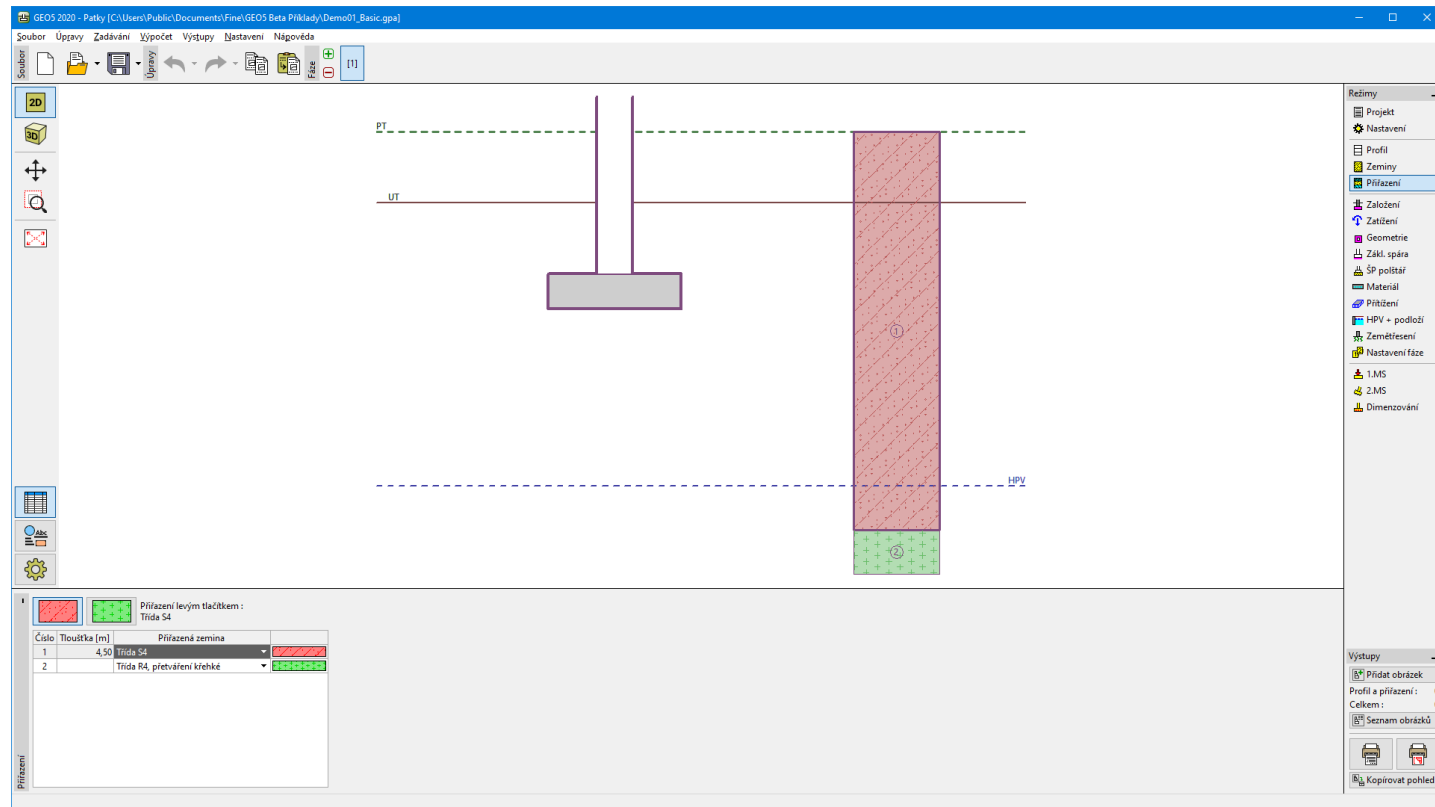 GEO5 2020 - Patky [C:\Users\Public\Documents\Fine\GEO5 Beta Příklady\Demo01_Basic.gpa]
Soubor Úpravy Zadávání Výpočet Výstupy Nastavení Nápověda
Soubor
Úpravy
Fáze
[1]
2D
3D
PT
UT
1
HPV
2
Abc
Režimy
Projekt
Nastavení
Profil
Zeminy
Přiřazení
Založení
Zatížení
Geometrie
Zákl. spára
ŠP polštář
Materiál
Přitížení
HPV + podloží
Zemětřesení
Nastavení fáze
1.MS
2.MS
Dimenzování
Přiřazení levým tlačítkem :
Třída S4
Číslo Tloušťka [m] Přiřazená zemina
1 4,50 Třída S4
2 Třída R4, přetváření křehké
Přiřazení
Výstupy
Přidat obrázek
Profil a přiřazení :
Celkem :
Seznam obrázků
Kopírovat pohled